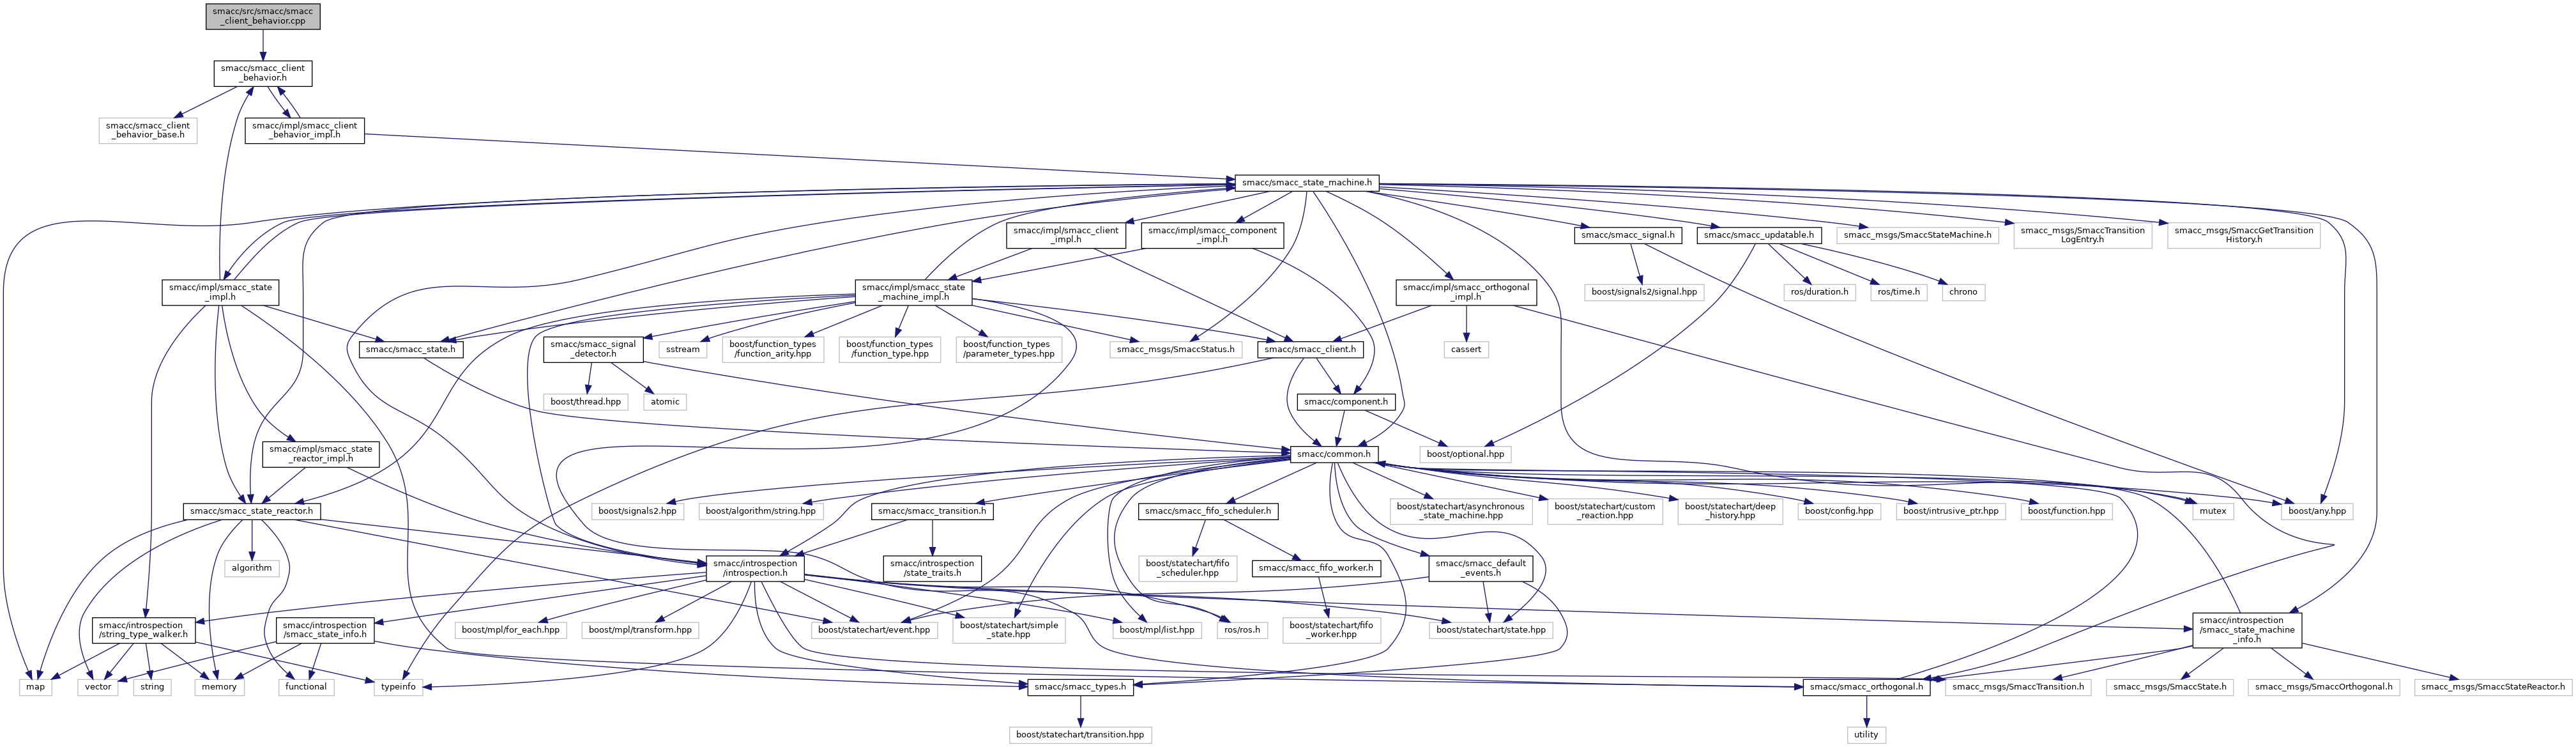 smacc/src/smacc/smacc
_client_behavior.cpp
smacc/smacc_client
_behavior.h
smacc/smacc_client
_behavior_base.h
smacc/impl/smacc_client
_behavior_impl.h
smacc/smacc_state_machine.h
smacc/impl/smacc_client
_impl.h
smacc/impl/smacc_component
_impl.h
smacc/smacc_signal.h
smacc/smacc_updatable.h
smacc_msgs/SmaccStateMachine.h
smacc_msgs/SmaccTransition
LogEntry.h
smacc_msgs/SmaccGetTransition
History.h
smacc/impl/smacc_state
_impl.h
smacc/impl/smacc_state
_machine_impl.h
smacc/impl/smacc_orthogonal
_impl.h
boost/signals2/signal.hpp
ros/duration.h
ros/time.h
chrono
smacc/smacc_state.h
smacc/smacc_signal
_detector.h
sstream
boost/function_types
/function_arity.hpp
boost/function_types
/function_type.hpp
boost/function_types
/parameter_types.hpp
smacc_msgs/SmaccStatus.h
smacc/smacc_client.h
cassert
boost/thread.hpp
atomic
smacc/component.h
smacc/impl/smacc_state
_reactor_impl.h
smacc/common.h
boost/optional.hpp
smacc/smacc_state_reactor.h
boost/signals2.hpp
boost/algorithm/string.hpp
smacc/smacc_transition.h
smacc/smacc_fifo_scheduler.h
boost/statechart/asynchronous
_state_machine.hpp
boost/statechart/custom
_reaction.hpp
boost/statechart/deep
_history.hpp
boost/config.hpp
boost/intrusive_ptr.hpp
boost/function.hpp
mutex
boost/any.hpp
algorithm
smacc/introspection
/introspection.h
smacc/introspection
/state_traits.h
boost/statechart/fifo
_scheduler.hpp
smacc/smacc_fifo_worker.h
smacc/smacc_default
_events.h
smacc/introspection
/string_type_walker.h
smacc/introspection
/smacc_state_info.h
boost/mpl/for_each.hpp
boost/mpl/transform.hpp
boost/statechart/event.hpp
boost/statechart/simple
_state.hpp
boost/mpl/list.hpp
ros/ros.h
boost/statechart/fifo
_worker.hpp
boost/statechart/state.hpp
smacc/introspection
/smacc_state_machine
_info.h
map
vector
string
memory
functional
typeinfo
smacc/smacc_types.h
smacc/smacc_orthogonal.h
smacc_msgs/SmaccTransition.h
smacc_msgs/SmaccState.h
smacc_msgs/SmaccOrthogonal.h
smacc_msgs/SmaccStateReactor.h
boost/statechart/transition.hpp
utility